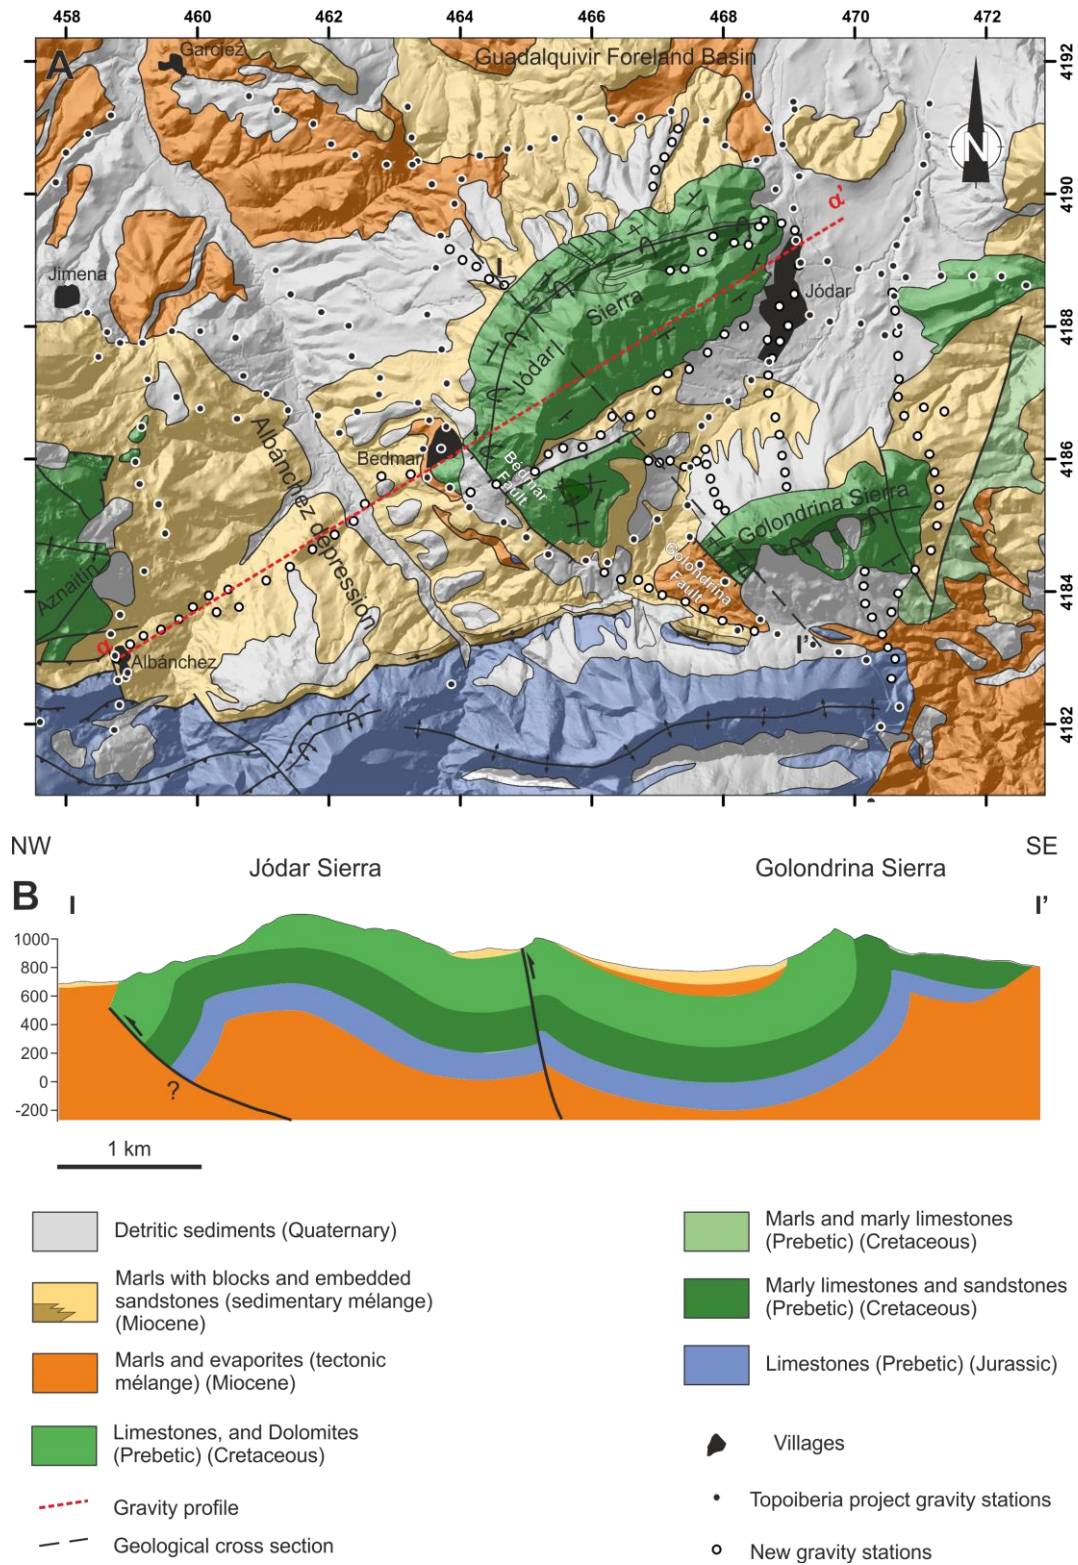 458 460 462 464 466 468 470 472
A
Garciez
Guadalquivir Foreland Basin
4192
N
4190
α'
I
Jimena
Jódar
Sierra
Jódar
4188
Albánchez depression
Bedmar
Bedmar
Fault
4186
Golondrina Sierra
Golondrina
Fault
Aznaitín
4184
α
Albánchez
I'
4182
NW
SE
Jódar Sierra
Golondrina Sierra
B
I
I'
1000
800
600
400
200
0
-200
?
1 km
Detritic sediments (Quaternary)
Marls with blocks and embedded
sandstones (sedimentary mélange)
(Miocene)
Marls and evaporites (tectonic
mélange) (Miocene)
Limestones, and Dolomites
(Prebetic) (Cretaceous)
Gravity profile
Geological cross section
Marls and marly limestones
(Prebetic) (Cretaceous)
Marly limestones and sandstones
(Prebetic) (Cretaceous)
Limestones (Prebetic) (Jurassic)
Villages
Topoiberia project gravity stations
New gravity stations